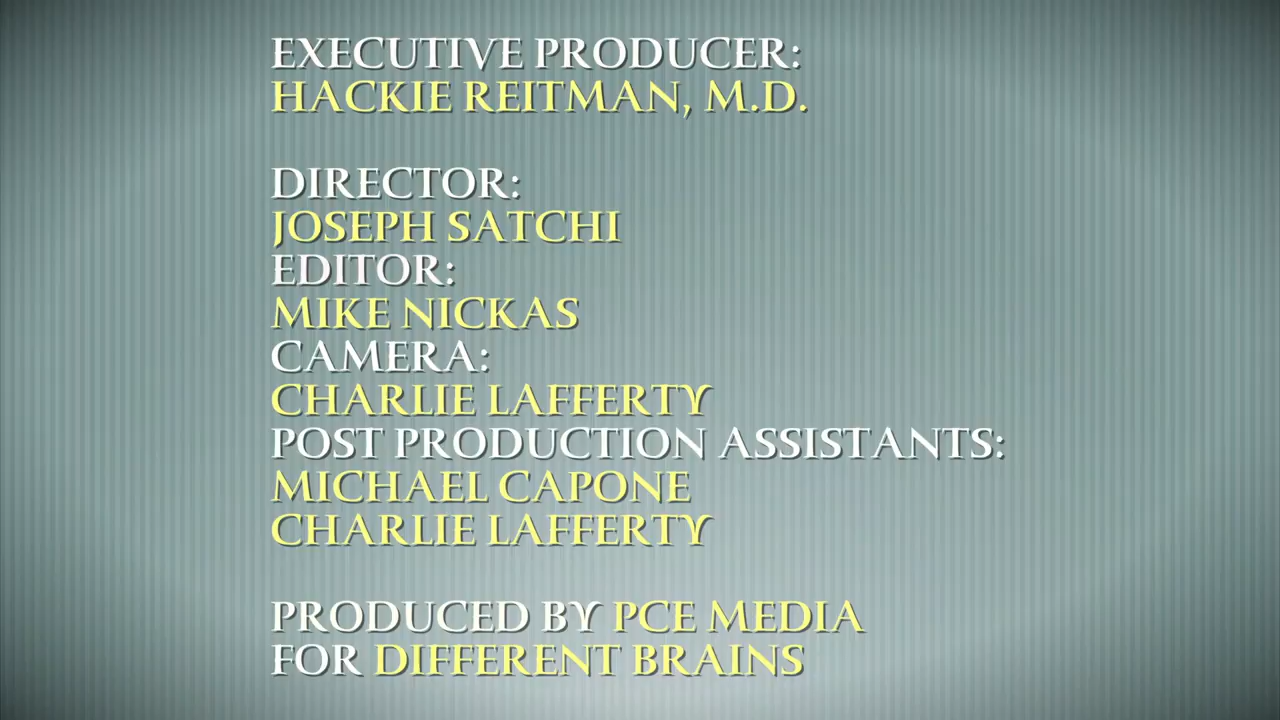 EXECUTIVE PRODUCER:
HACKIE REITMAN, M.D.
DIRECTOR:
JOSEPH SATCHI
EDITOR:
MIKE NICKAS
CAMERA:
CHARLIE LAFFERTY
POST PRODUCTION ASSISTANTS:
MICHAEL CAPONE
CHARLIE LAFFERTY
PRODUCED BY PCE MEDIA
FOR DIFFERENT BRAINS